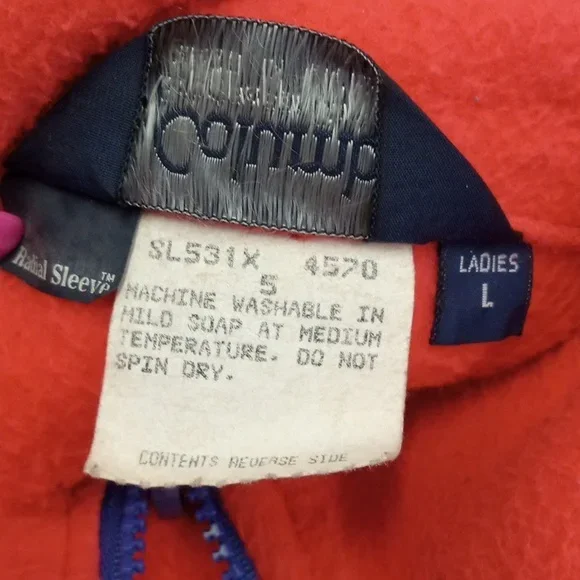 Radial Sleeve™
SL531X 4570
5
MACHINE WASHABLE IN
MILD SOAP AT MEDIUM
TEMPERATURE. DO NOT
SPIN DRY.
CONTENTS REVERSE SIDE
LADIES
L